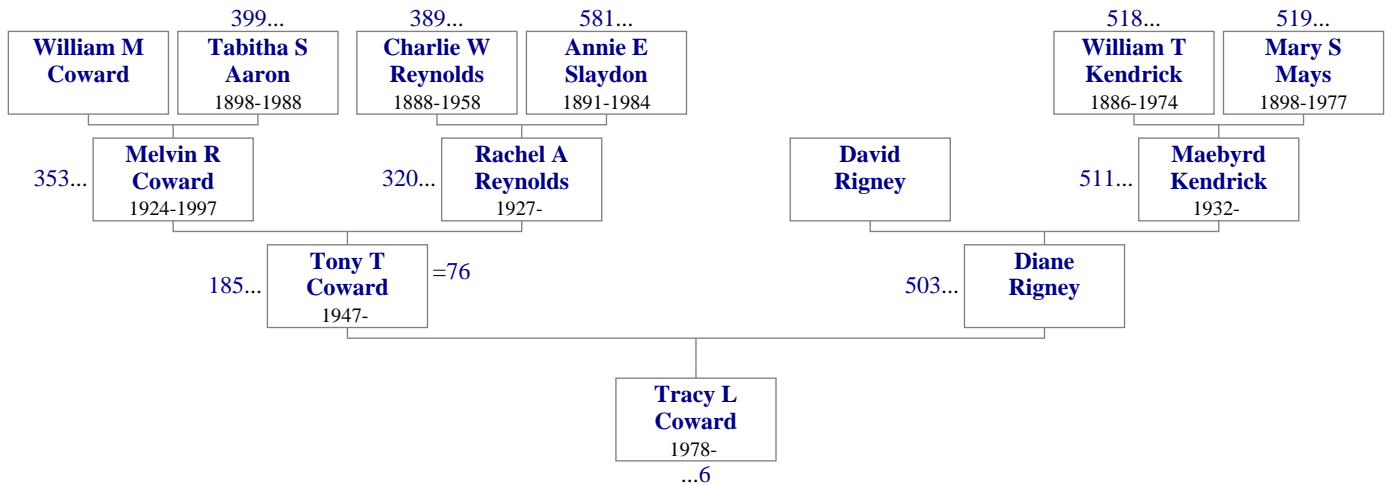 399...
389...
581...
518...
519...
William M
Coward
Tabitha S
Aaron
1898-1988
Charlie W
Reynolds
1888-1958
Annie E
Slaydon
1891-1984
William T
Kendrick
1886-1974
Mary S
Mays
1898-1977
353...
Melvin R
Coward
1924-1997
320...
Rachel A
Reynolds
1927-
David
Rigney
511...
Maebyrd
Kendrick
1932-
185...
Tony T
Coward
1947-
=76
503...
Diane
Rigney
Tracy L
Coward
1978-
...6